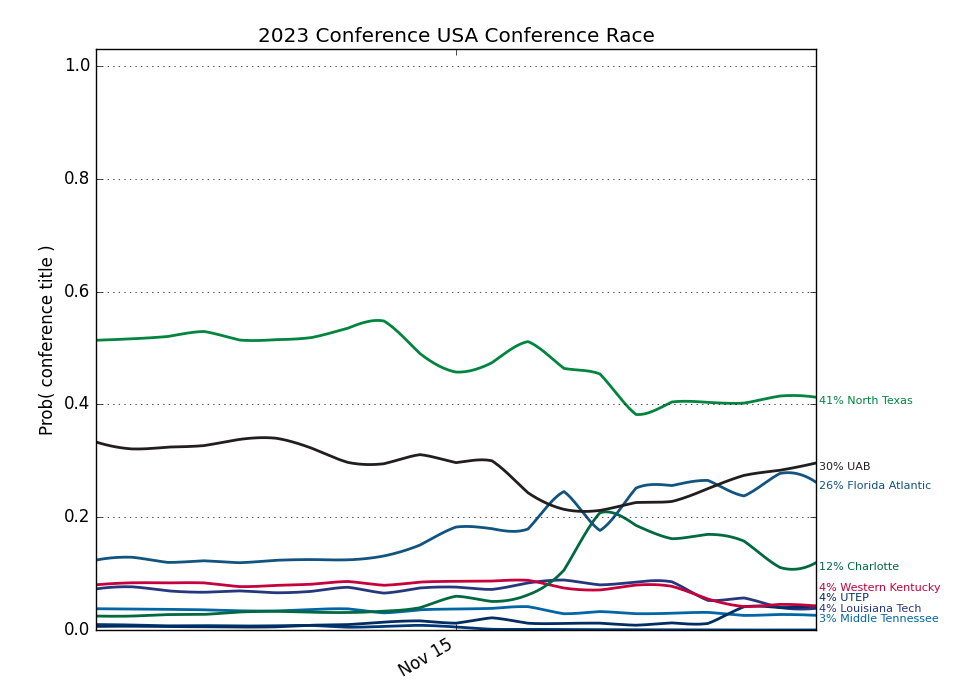 2023 Conference USA Conference Race
1.0
0.8
0.6
0.4
0.2
0.0
Prob( conference title )
Nov 15
41% North Texas
30% UAB
26% Florida Atlantic
12% Charlotte
4% Western Kentucky
4% UTEP
4% Louisiana Tech
3% Middle Tennessee